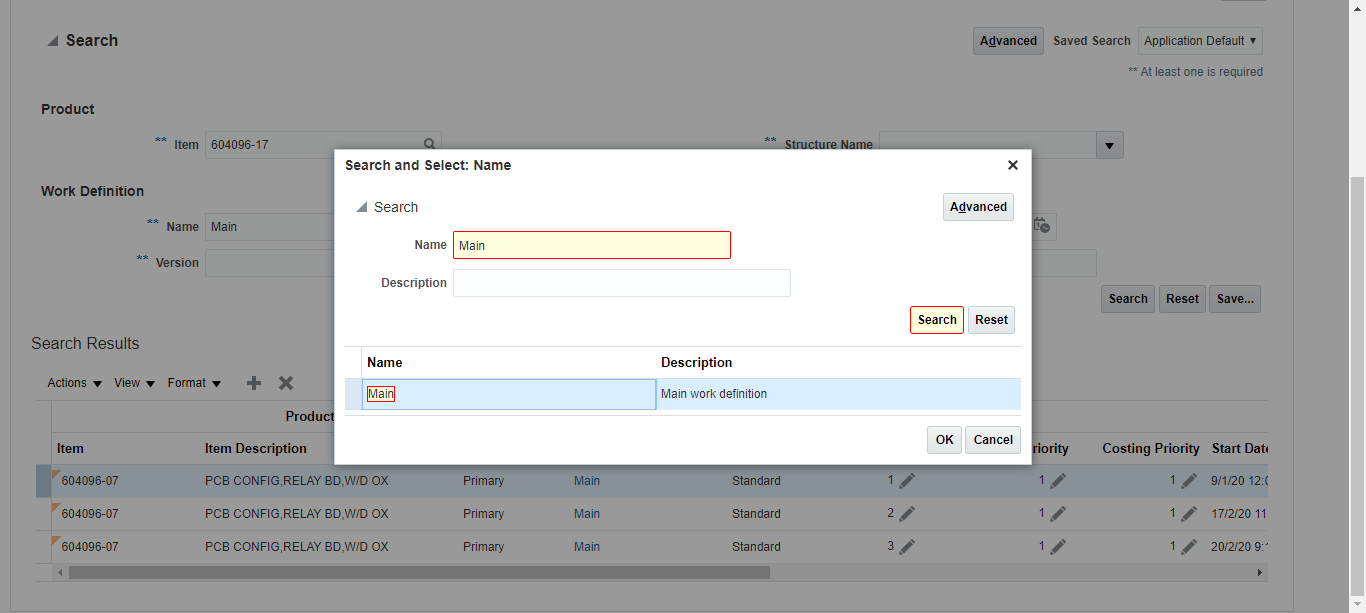 Search
Advanced Saved Search Application Default
** At least one is required
Product
** Item 604096-17 ** Structure Name
Search and Select: Name
Work Definition
Search Advanced
** Name Main
Name Main
** Version
Description
Search Reset Save...
Search Reset
Search Results
Name Description
Actions View Format
Main Main work definition
Product
OK Cancel
Item Item Description riority Costing Priority Start Date
604096-07 PCB CONFIG,RELAY BD,W/D OX Primary Main Standard 1 1 1 9/1/20 12:0
604096-07 PCB CONFIG,RELAY BD,W/D OX Primary Main Standard 2 1 1 17/2/20 11
604096-07 PCB CONFIG,RELAY BD,W/D OX Primary Main Standard 3 1 1 20/2/20 9:1